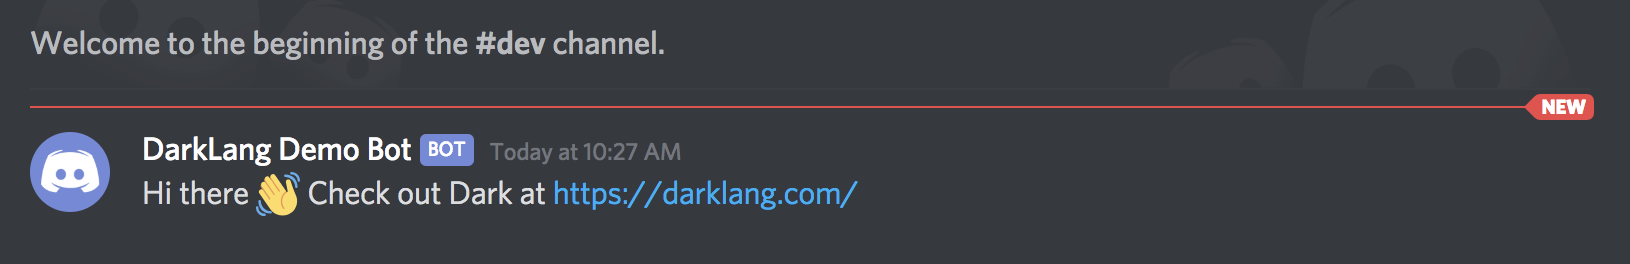 Welcome to the beginning of the #dev channel.
NEW
DarkLang Demo Bot BOT Today at 10:27 AM
Hi there 👋 Check out Dark at https://darklang.com/